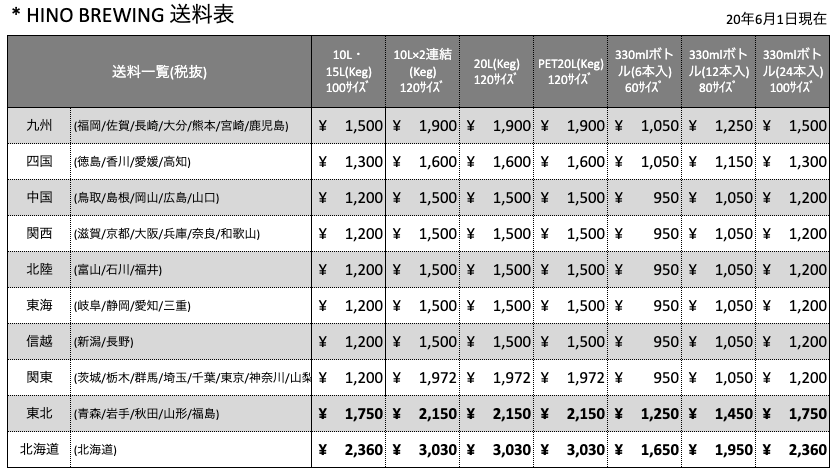 * HINO BREWING 送料表
20年6月1日現在
送料一覧(税抜) 10L・15L(Keg) 100ｻｲｽﾞ 10L×2連結(Keg) 120ｻｲｽﾞ 20L(Keg) 120ｻｲｽﾞ PET20L(Keg) 120ｻｲｽﾞ 330mlボトル(6本入) 60ｻｲｽﾞ 330mlボトル(12本入) 80ｻｲｽﾞ 330mlボトル(24本入) 100ｻｲｽﾞ
九州 (福岡/佐賀/長崎/大分/熊本/宮崎/鹿児島) ¥ 1,500 ¥ 1,900 ¥ 1,900 ¥ 1,900 ¥ 1,050 ¥ 1,250 ¥ 1,500
四国 (徳島/香川/愛媛/高知) ¥ 1,300 ¥ 1,600 ¥ 1,600 ¥ 1,600 ¥ 1,050 ¥ 1,150 ¥ 1,300
中国 (鳥取/島根/岡山/広島/山口) ¥ 1,200 ¥ 1,500 ¥ 1,500 ¥ 1,500 ¥ 950 ¥ 1,050 ¥ 1,200
関西 (滋賀/京都/大阪/兵庫/奈良/和歌山) ¥ 1,200 ¥ 1,500 ¥ 1,500 ¥ 1,500 ¥ 950 ¥ 1,050 ¥ 1,200
北陸 (富山/石川/福井) ¥ 1,200 ¥ 1,500 ¥ 1,500 ¥ 1,500 ¥ 950 ¥ 1,050 ¥ 1,200
東海 (岐阜/静岡/愛知/三重) ¥ 1,200 ¥ 1,500 ¥ 1,500 ¥ 1,500 ¥ 950 ¥ 1,050 ¥ 1,200
信越 (新潟/長野) ¥ 1,200 ¥ 1,500 ¥ 1,500 ¥ 1,500 ¥ 950 ¥ 1,050 ¥ 1,200
関東 (茨城/栃木/群馬/埼玉/千葉/東京/神奈川/山梨 ¥ 1,200 ¥ 1,972 ¥ 1,972 ¥ 1,972 ¥ 950 ¥ 1,050 ¥ 1,200
東北 (青森/岩手/秋田/山形/福島) ¥ 1,750 ¥ 2,150 ¥ 2,150 ¥ 2,150 ¥ 1,250 ¥ 1,450 ¥ 1,750
北海道 (北海道) ¥ 2,360 ¥ 3,030 ¥ 3,030 ¥ 3,030 ¥ 1,650 ¥ 1,950 ¥ 2,360